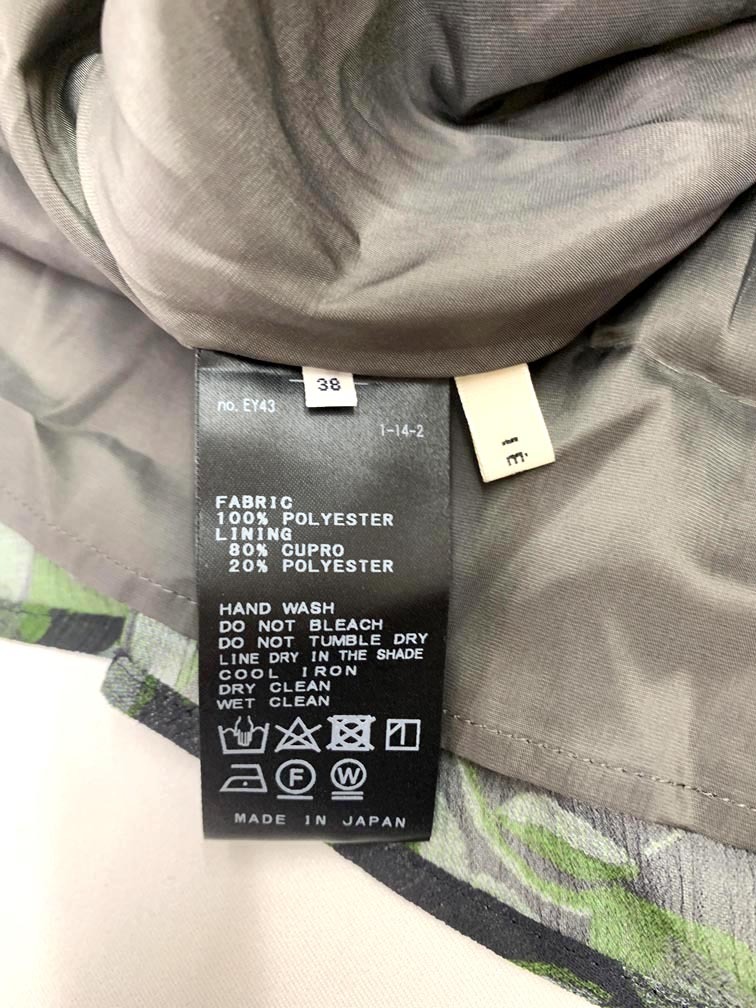 38
no. EY43
1-14-2
FABRIC
100% POLYESTER
LINING
80% CUPRO
20% POLYESTER
HAND WASH
DO NOT BLEACH
DO NOT TUMBLE DRY
LINE DRY IN THE SHADE
COOL IRON
DRY CLEAN
WET CLEAN
F
W
MADE IN JAPAN